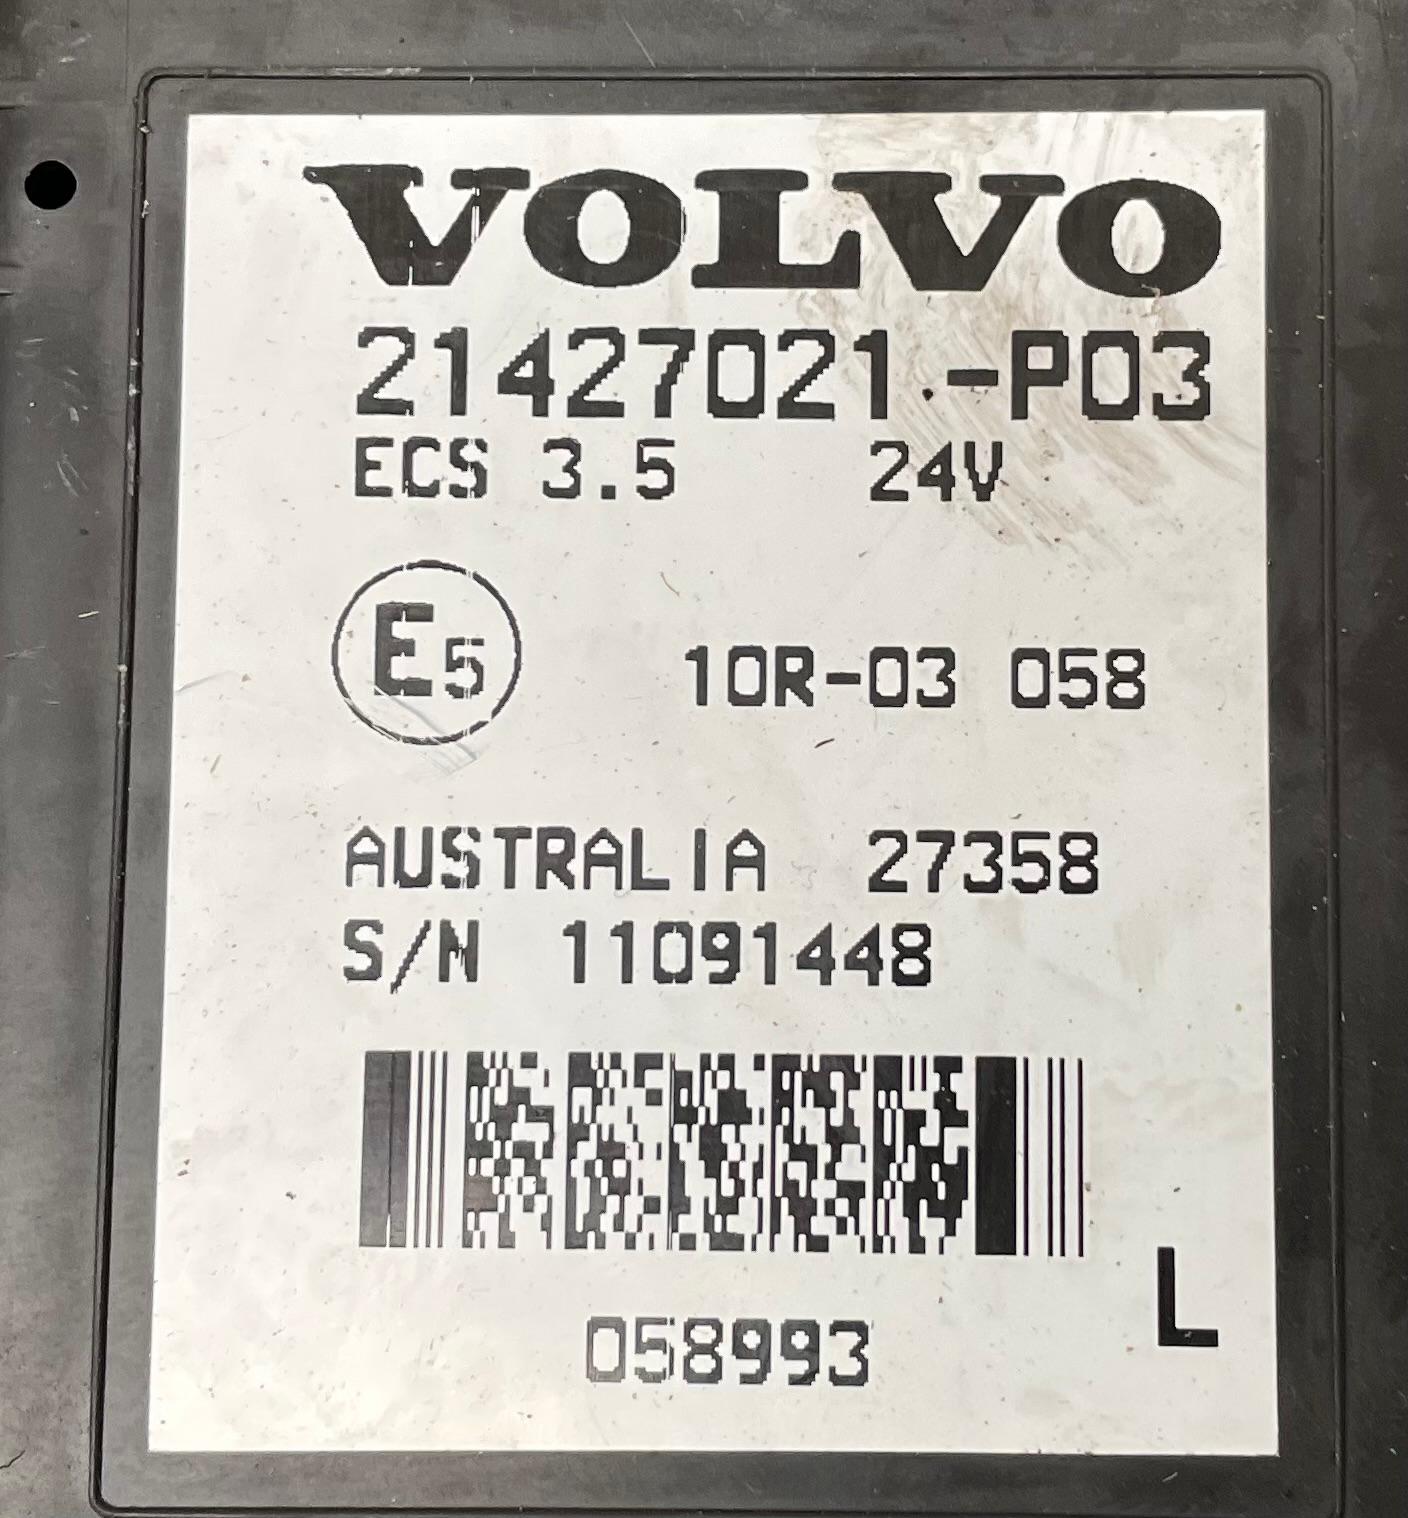 VOLVO
21427021-P03
ECS 3.5 24V
E5 10R-03 058
AUSTRALIA 27358
S/N 11091448
L
058993